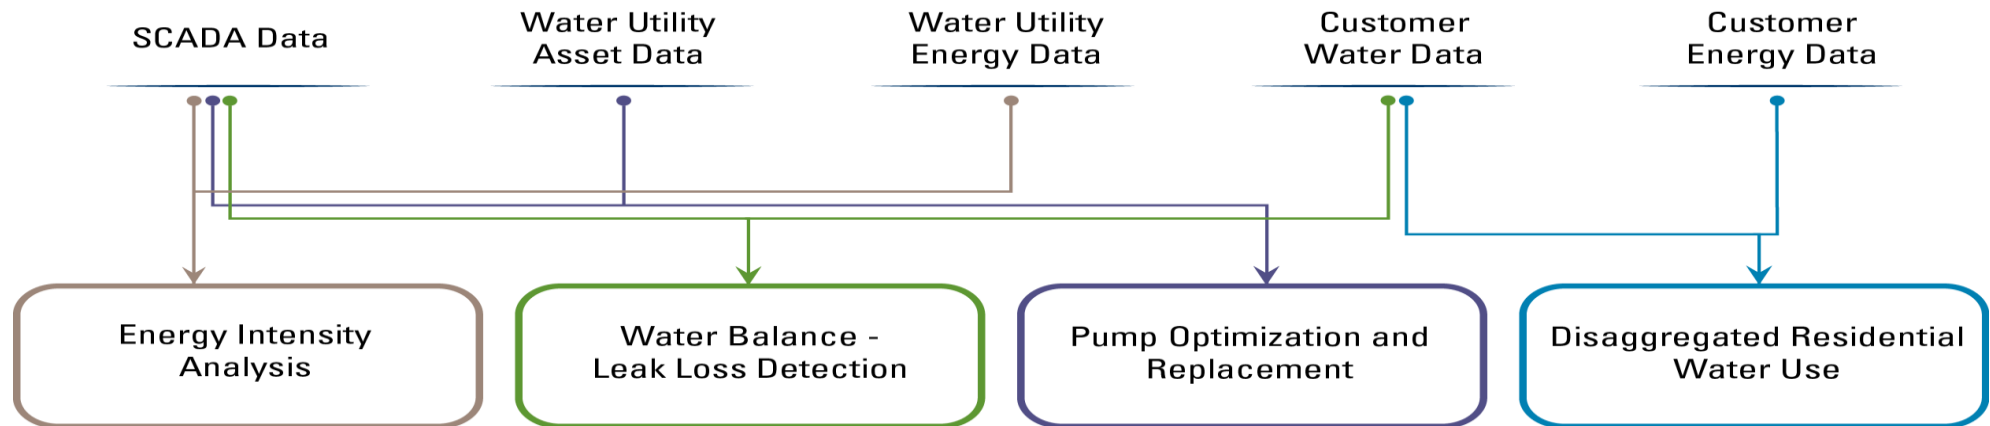 SCADA Data
Water Utility
Asset Data
Water Utility
Energy Data
Customer
Water Data
Customer
Energy Data
Energy Intensity
Analysis
Water Balance -
Leak Loss Detection
Pump Optimization and
Replacement
Disaggregated Residential
Water Use